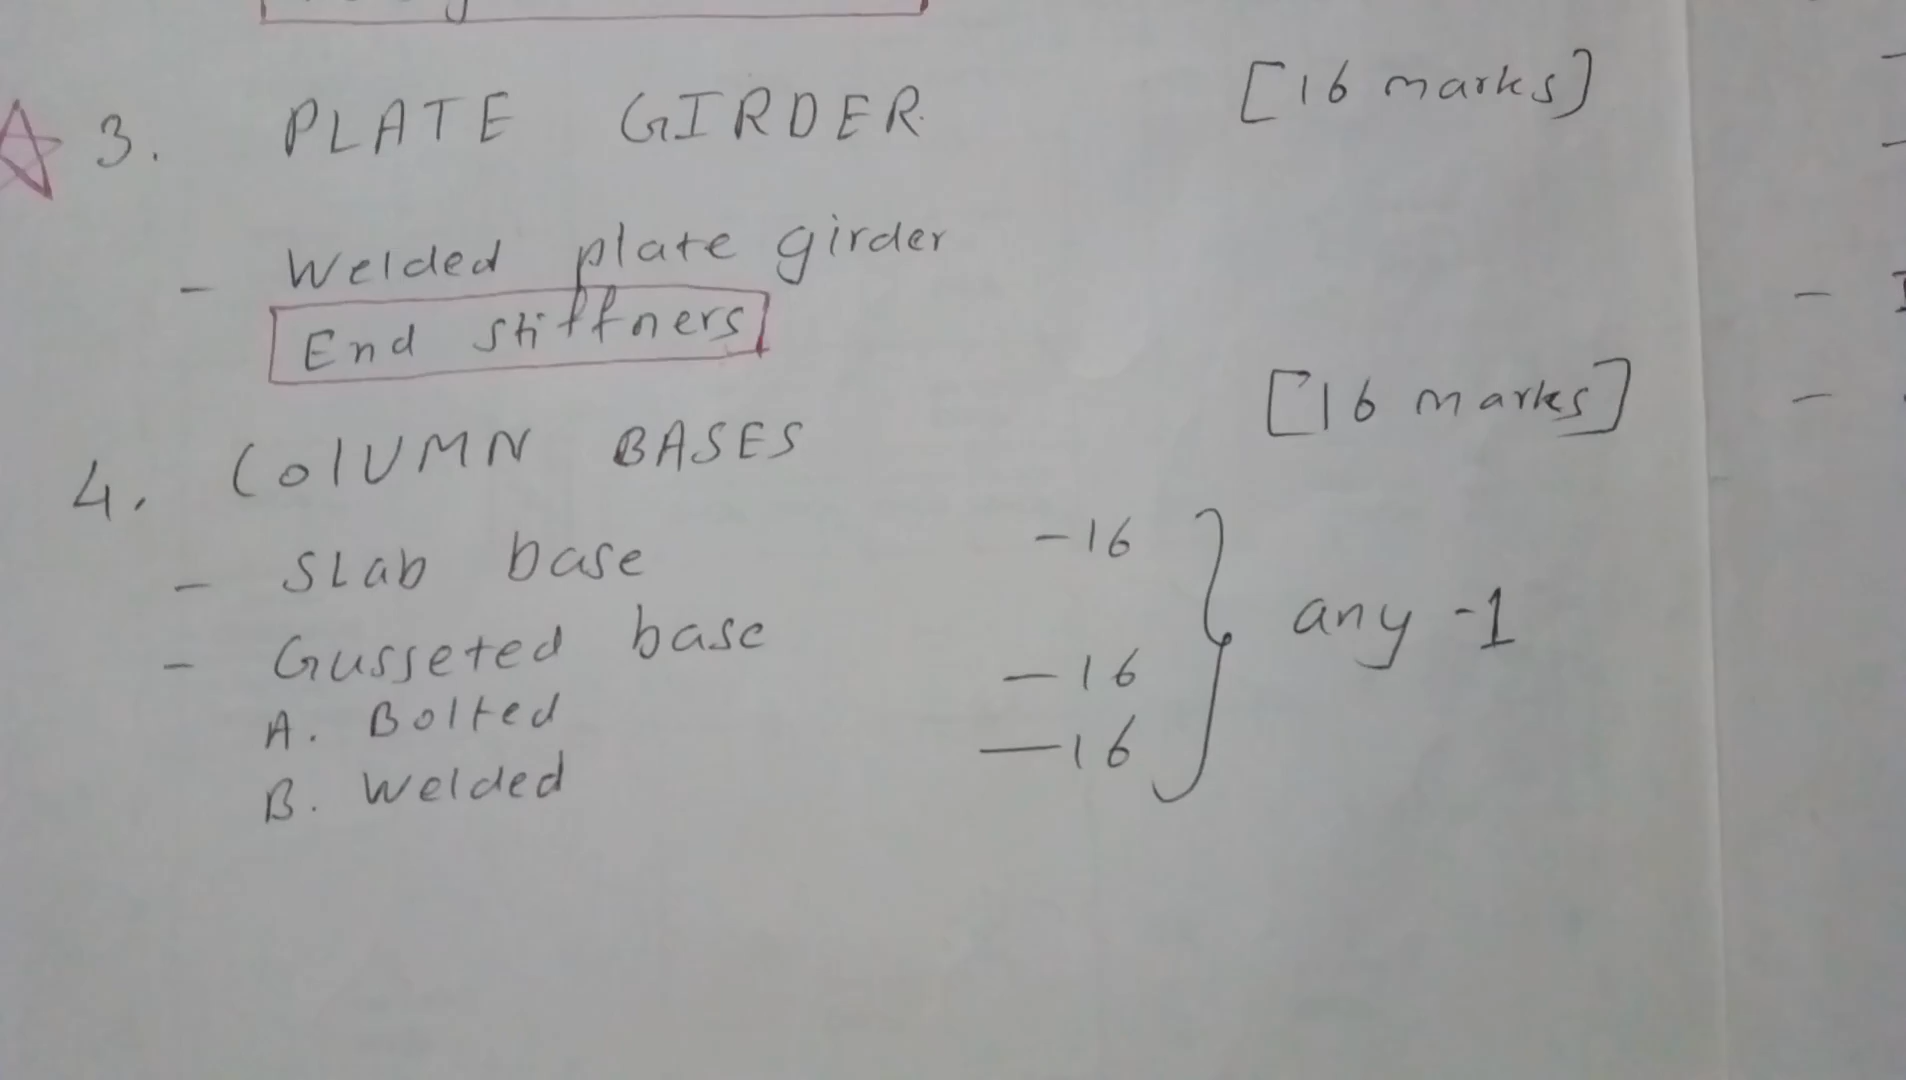 3. PLATE GIRDER [16 marks]
- Welded plate girder
End stiffners
4. COlUMN BASES [16 marks]
- SLab base -16
- Gusseted base
A. Bolted -16
B. Welded -16
any -1